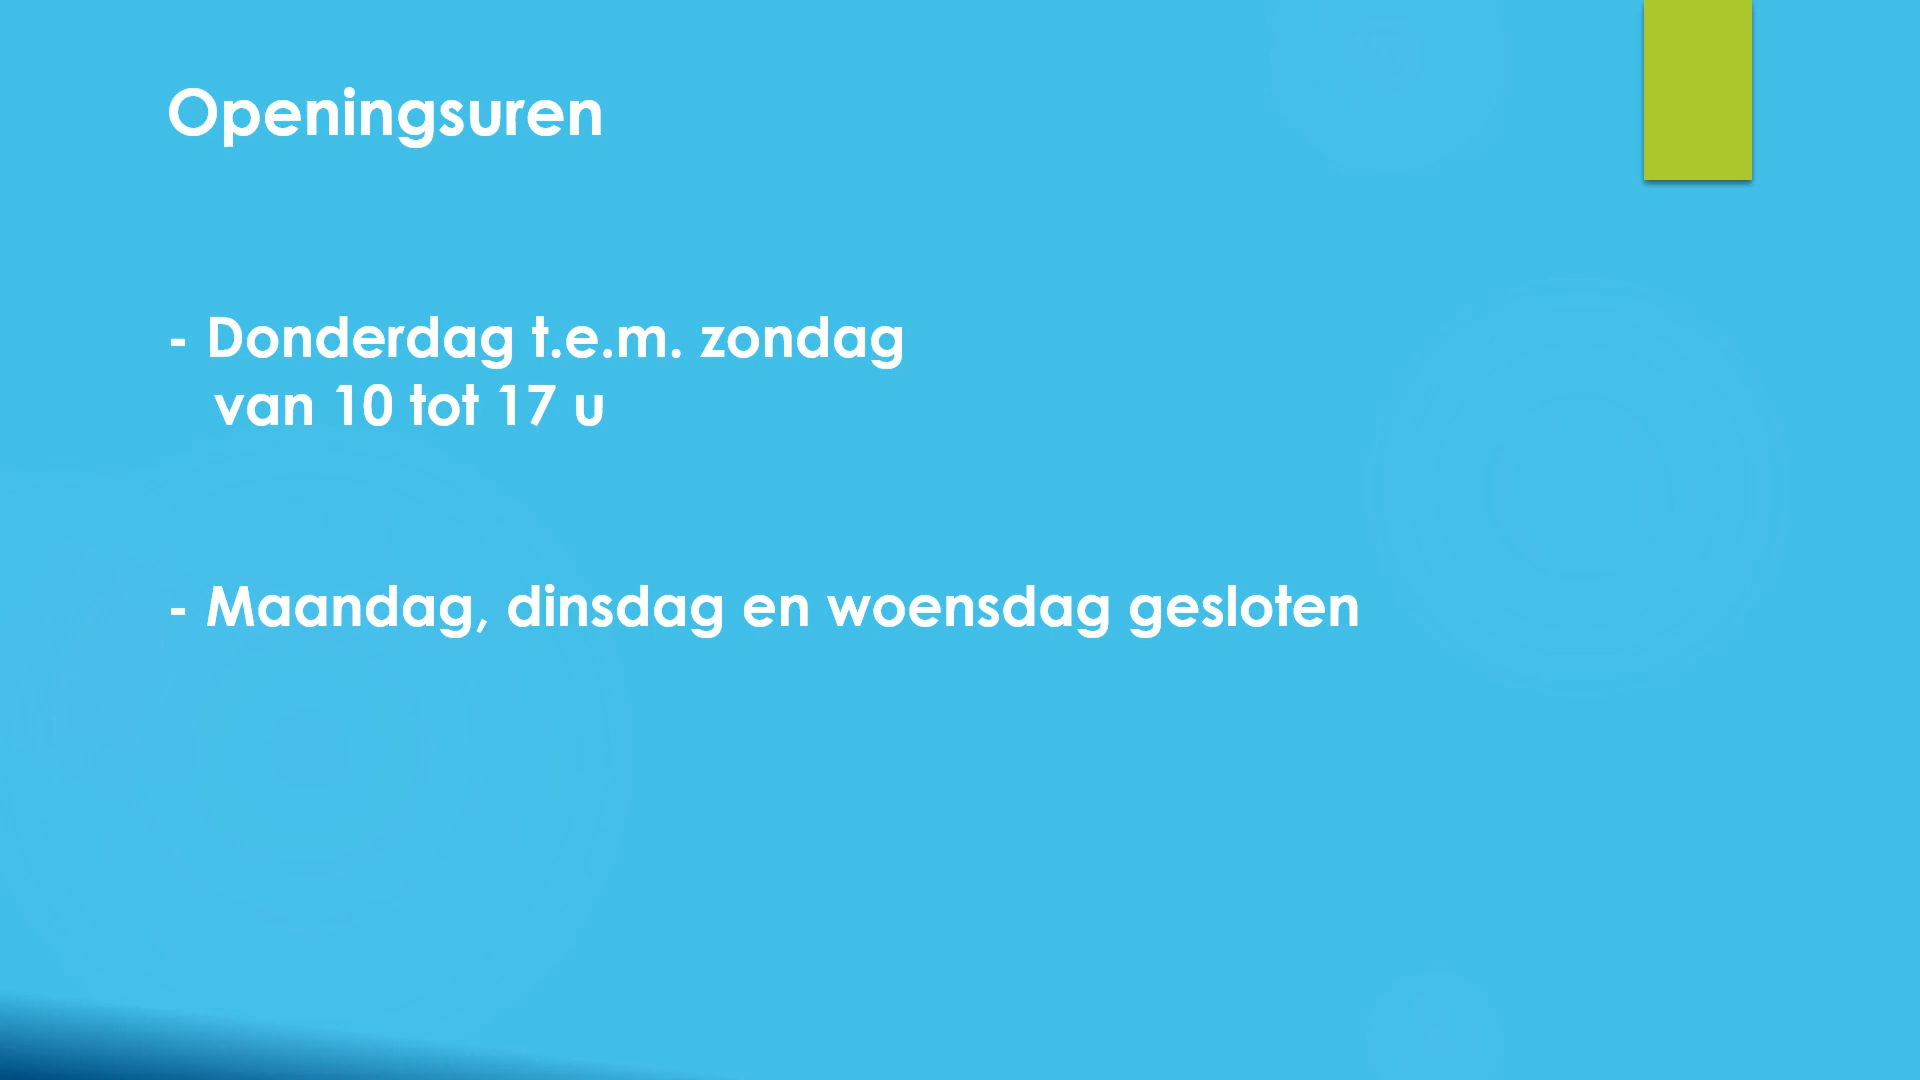 Openingsuren
- Donderdag t.e.m. zondag
van 10 tot 17 u
- Maandag, dinsdag en woensdag gesloten